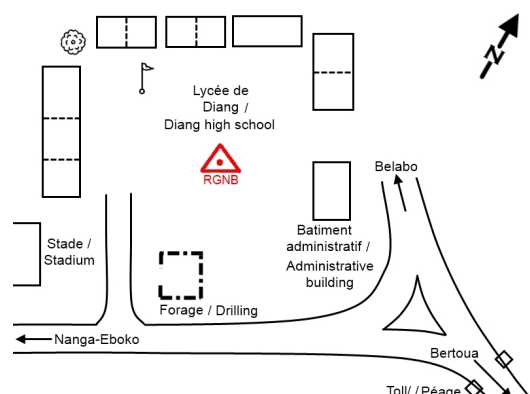 N
Lycée de
Diang /
Diang high school
RGNB
Belabo
Stade /
Stadium
Batiment
administratif /
Administrative
building
Forage / Drilling
Nanga-Eboko
Bertoua
Toll/ /Péage